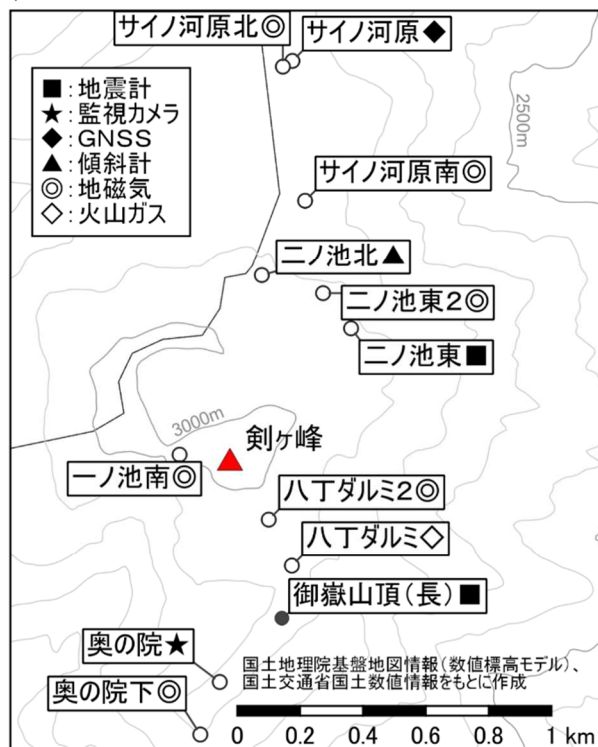 サイノ河原北◎
サイノ河原◆
■：地震計
★：監視カメラ
◆：ＧＮＳＳ
▲：傾斜計
◎：地磁気
◇：火山ガス
2500m
サイノ河原南◎
二ノ池北▲
二ノ池東２◎
二ノ池東■
3000m
剣ヶ峰
一ノ池南◎
八丁ダルミ２◎
八丁ダルミ◇
御嶽山頂（長）■
奥の院★
国土地理院基盤地図情報（数値標高モデル）、
国土交通省国土数値情報をもとに作成
奥の院下◎
0 0.2 0.4 0.6 0.8 1 km